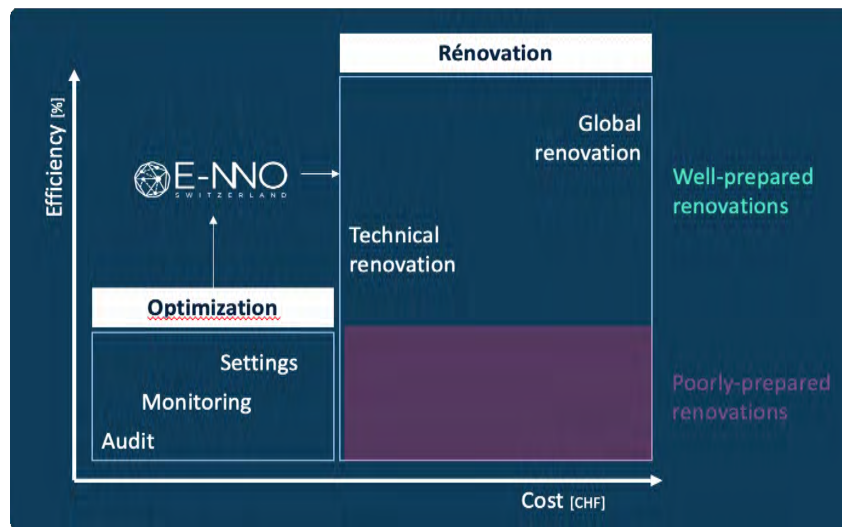 Rénovation
Efficiency [%]
Global
renovation
E-NNO
SWITZERLAND
Well-prepared
renovations
Technical
renovation
Optimization
Settings
Monitoring
Audit
Poorly-prepared
renovations
Cost [CHF]